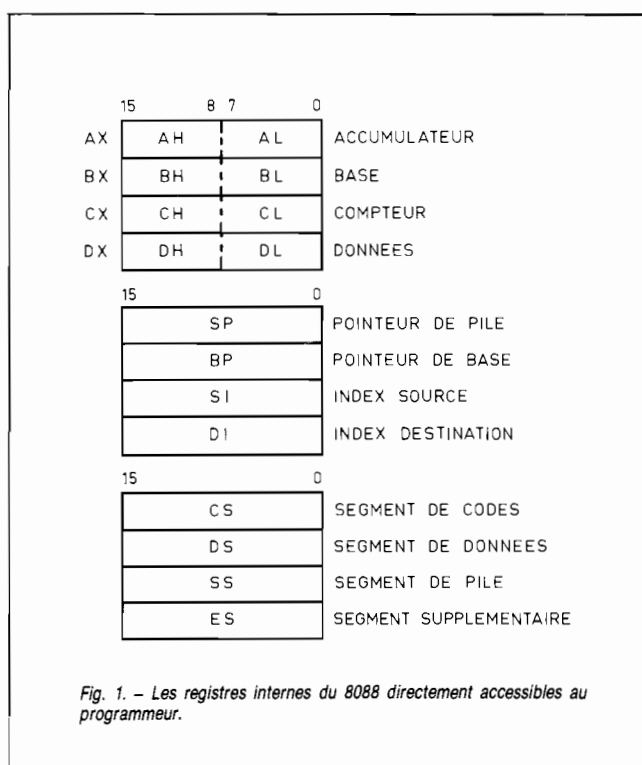 15 8 7 0
AX AH AL ACCUMULATEUR
BX BH BL BASE
CX CH CL COMPTEUR
DX DH DL DONNEES
15 0
SP POINTEUR DE PILE
BP POINTEUR DE BASE
SI INDEX SOURCE
DI INDEX DESTINATION
15 0
CS SEGMENT DE CODES
DS SEGMENT DE DONNEES
SS SEGMENT DE PILE
ES SEGMENT SUPPLEMENTAIRE
Fig. 1. – Les registres internes du 8088 directement accessibles au
programmeur.